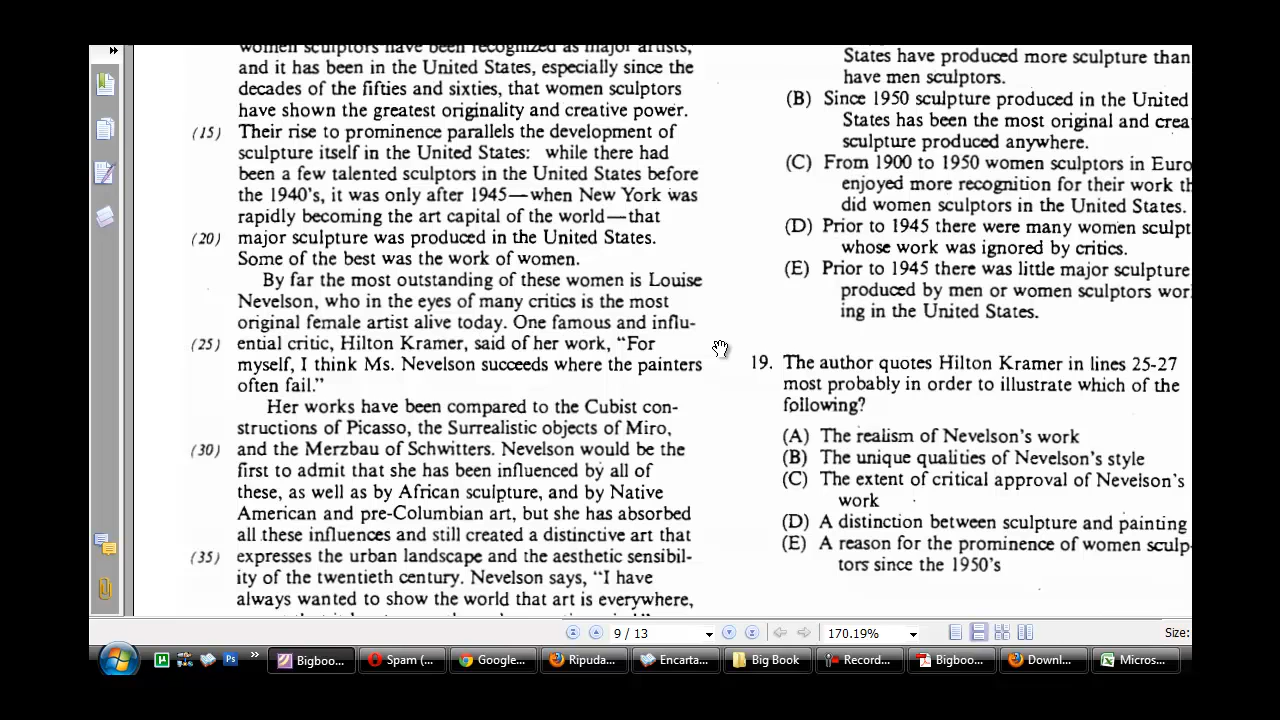 women sculptors have been recognized as major artists,
and it has been in the United States, especially since the
decades of the fifties and sixties, that women sculptors
have shown the greatest originality and creative power.
(15) Their rise to prominence parallels the development of
sculpture itself in the United States: while there had
been a few talented sculptors in the United States before
the 1940's, it was only after 1945—when New York was
rapidly becoming the art capital of the world—that
(20) major sculpture was produced in the United States.
Some of the best was the work of women.
By far the most outstanding of these women is Louise
Nevelson, who in the eyes of many critics is the most
original female artist alive today. One famous and influ-
(25) ential critic, Hilton Kramer, said of her work, “For
myself, I think Ms. Nevelson succeeds where the painters
often fail.”
Her works have been compared to the Cubist con-
structions of Picasso, the Surrealistic objects of Miro,
(30) and the Merzbau of Schwitters. Nevelson would be the
first to admit that she has been influenced by all of
these, as well as by African sculpture, and by Native
American and pre-Columbian art, but she has absorbed
all these influences and still created a distinctive art that
(35) expresses the urban landscape and the aesthetic sensibil-
ity of the twentieth century. Nevelson says, “I have
always wanted to show the world that art is everywhere,
States have produced more sculpture than
have men sculptors.
(B) Since 1950 sculpture produced in the United
States has been the most original and crea
sculpture produced anywhere.
(C) From 1900 to 1950 women sculptors in Euro
enjoyed more recognition for their work th
did women sculptors in the United States.
(D) Prior to 1945 there were many women sculpt
whose work was ignored by critics.
(E) Prior to 1945 there was little major sculpture
produced by men or women sculptors wor
ing in the United States.
19. The author quotes Hilton Kramer in lines 25-27
most probably in order to illustrate which of the
following?
(A) The realism of Nevelson's work
(B) The unique qualities of Nevelson's style
(C) The extent of critical approval of Nevelson's
work
(D) A distinction between sculpture and painting
(E) A reason for the prominence of women sculp-
tors since the 1950's
9 / 13 170.19% Size:
Bigboo... Spam (... Google... Ripuda... Encarta... Big Book Record... Bigboo... Downl... Micros...